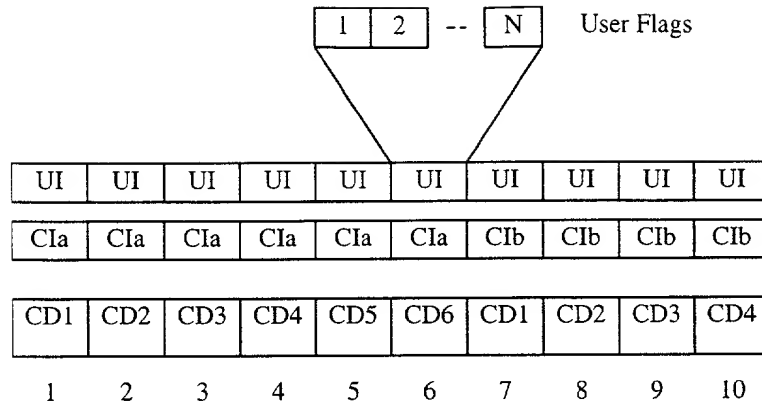 1 2 -- N User Flags
UI UI UI UI UI UI UI UI UI UI
CIa CIa CIa CIa CIa CIa CIb CIb CIb CIb
CD1 CD2 CD3 CD4 CD5 CD6 CD1 CD2 CD3 CD4
1 2 3 4 5 6 7 8 9 10